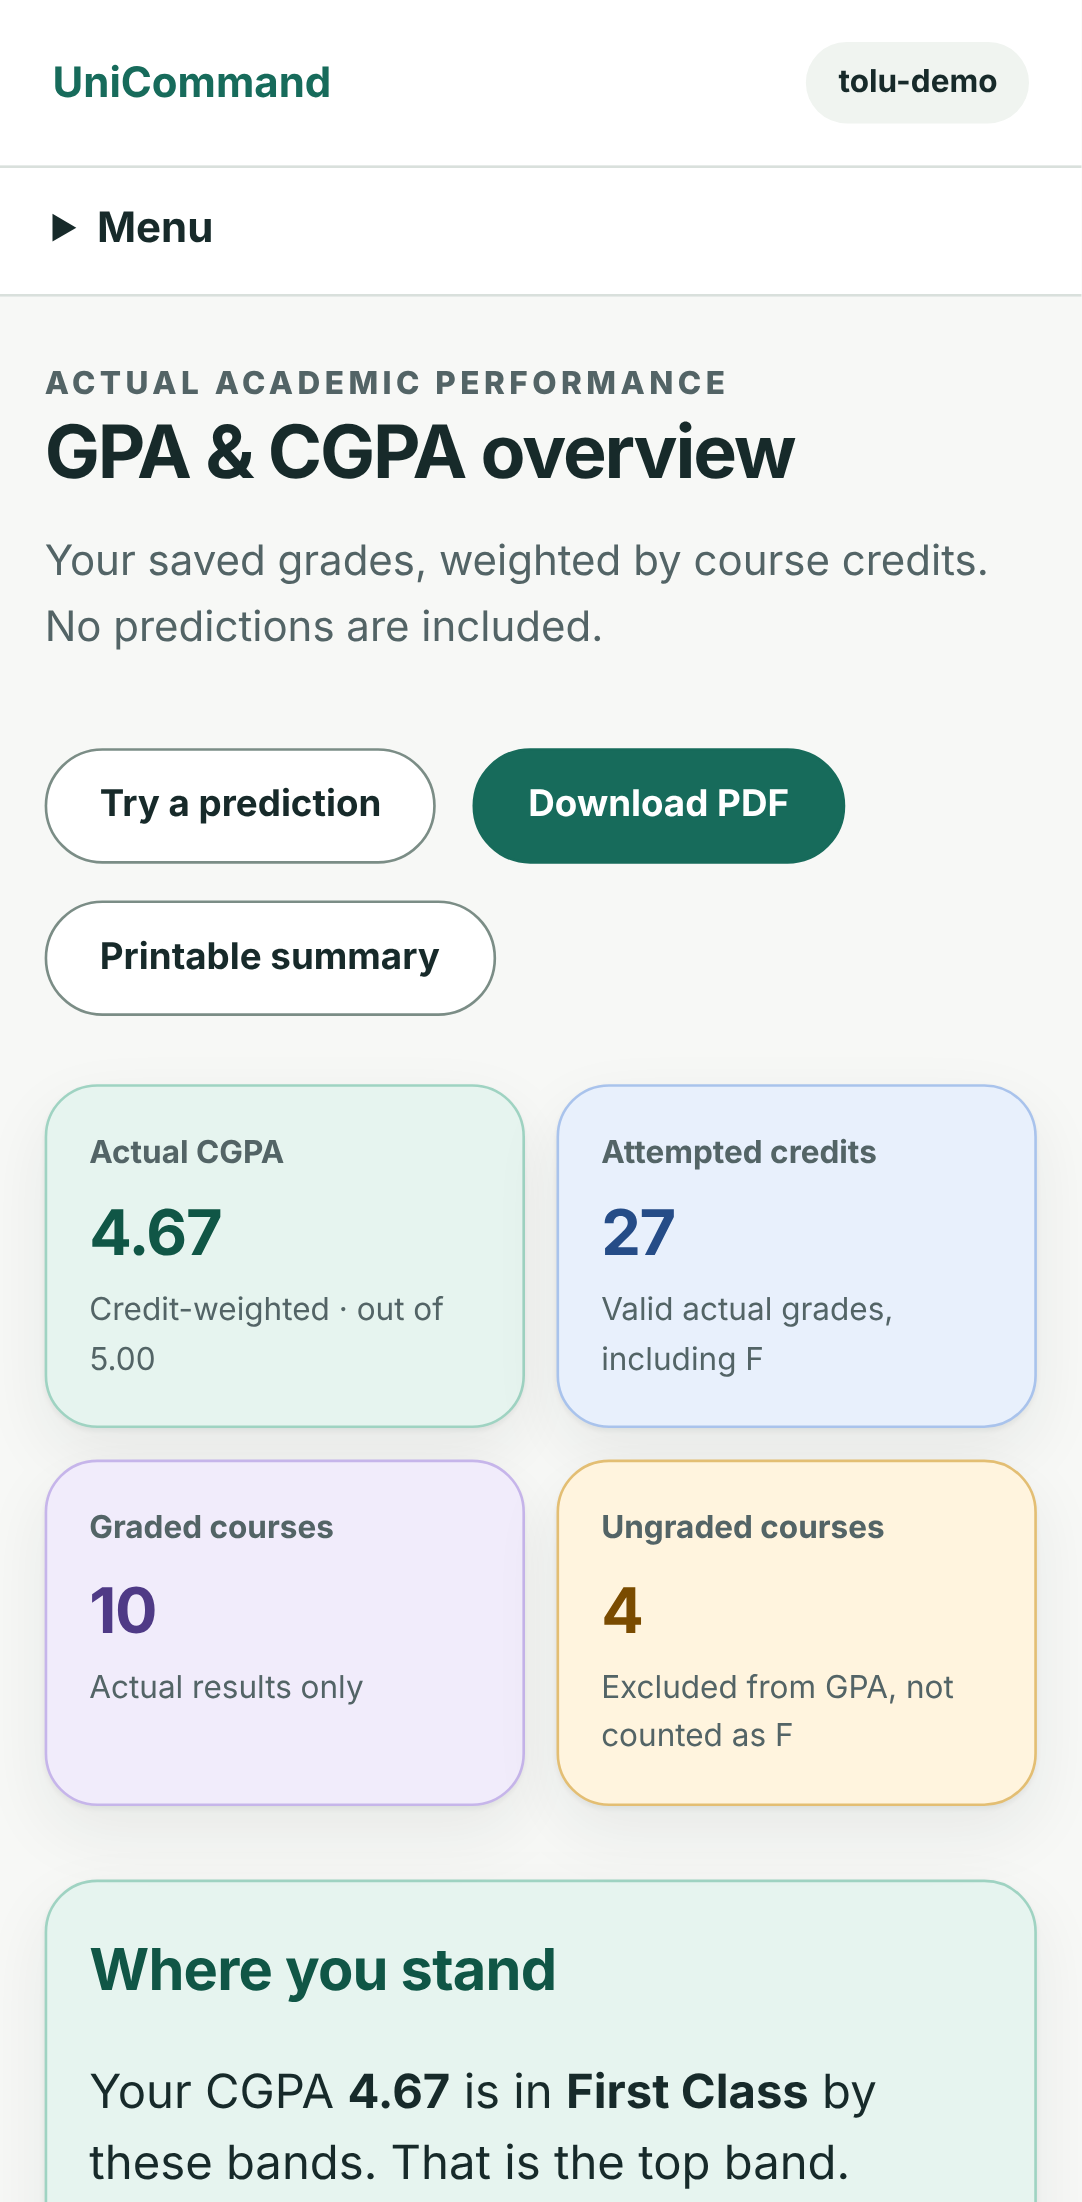 UniCommand
tolu-demo
Menu
ACTUAL ACADEMIC PERFORMANCE
GPA & CGPA overview
Your saved grades, weighted by course credits.
No predictions are included.
Try a prediction
Download PDF
Printable summary
Actual CGPA
4.67
Credit-weighted · out of
5.00
Attempted credits
27
Valid actual grades,
including F
Graded courses
10
Actual results only
Ungraded courses
4
Excluded from GPA, not
counted as F
Where you stand
Your CGPA 4.67 is in First Class by
these bands. That is the top band.